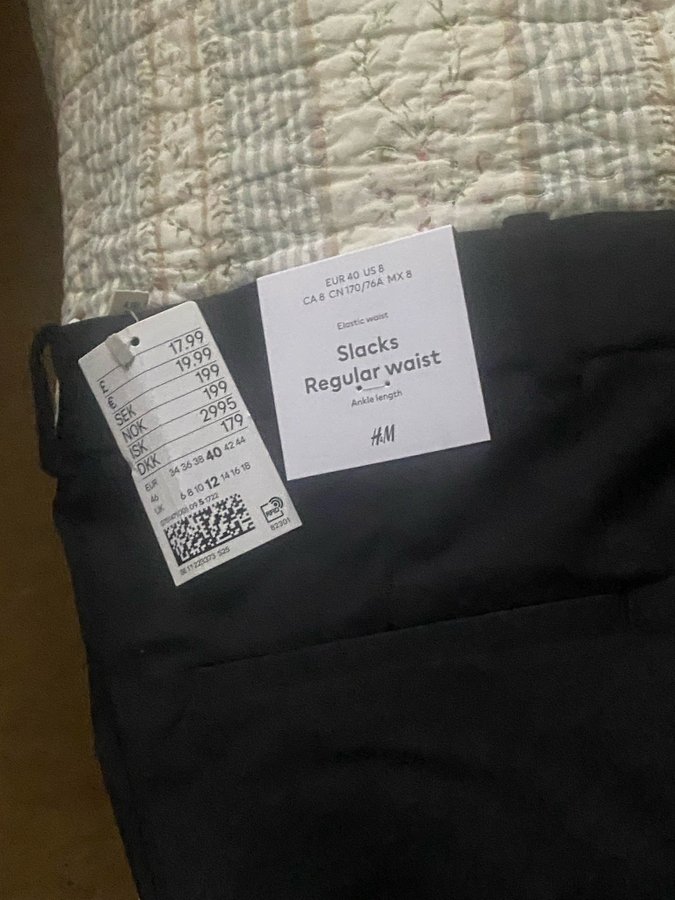 £ 17.99
€ 19.99
SEK 199
NOK 199
ISK 2995
DKK 179
EUR 34 36 38 40 42 44
46
UK 6 8 10 12 14 16 18
82301
EUR 40 US 8
CA 8 CN 170/76A MX 8
Elastic waist
Slacks
Regular waist
Ankle length
H&M